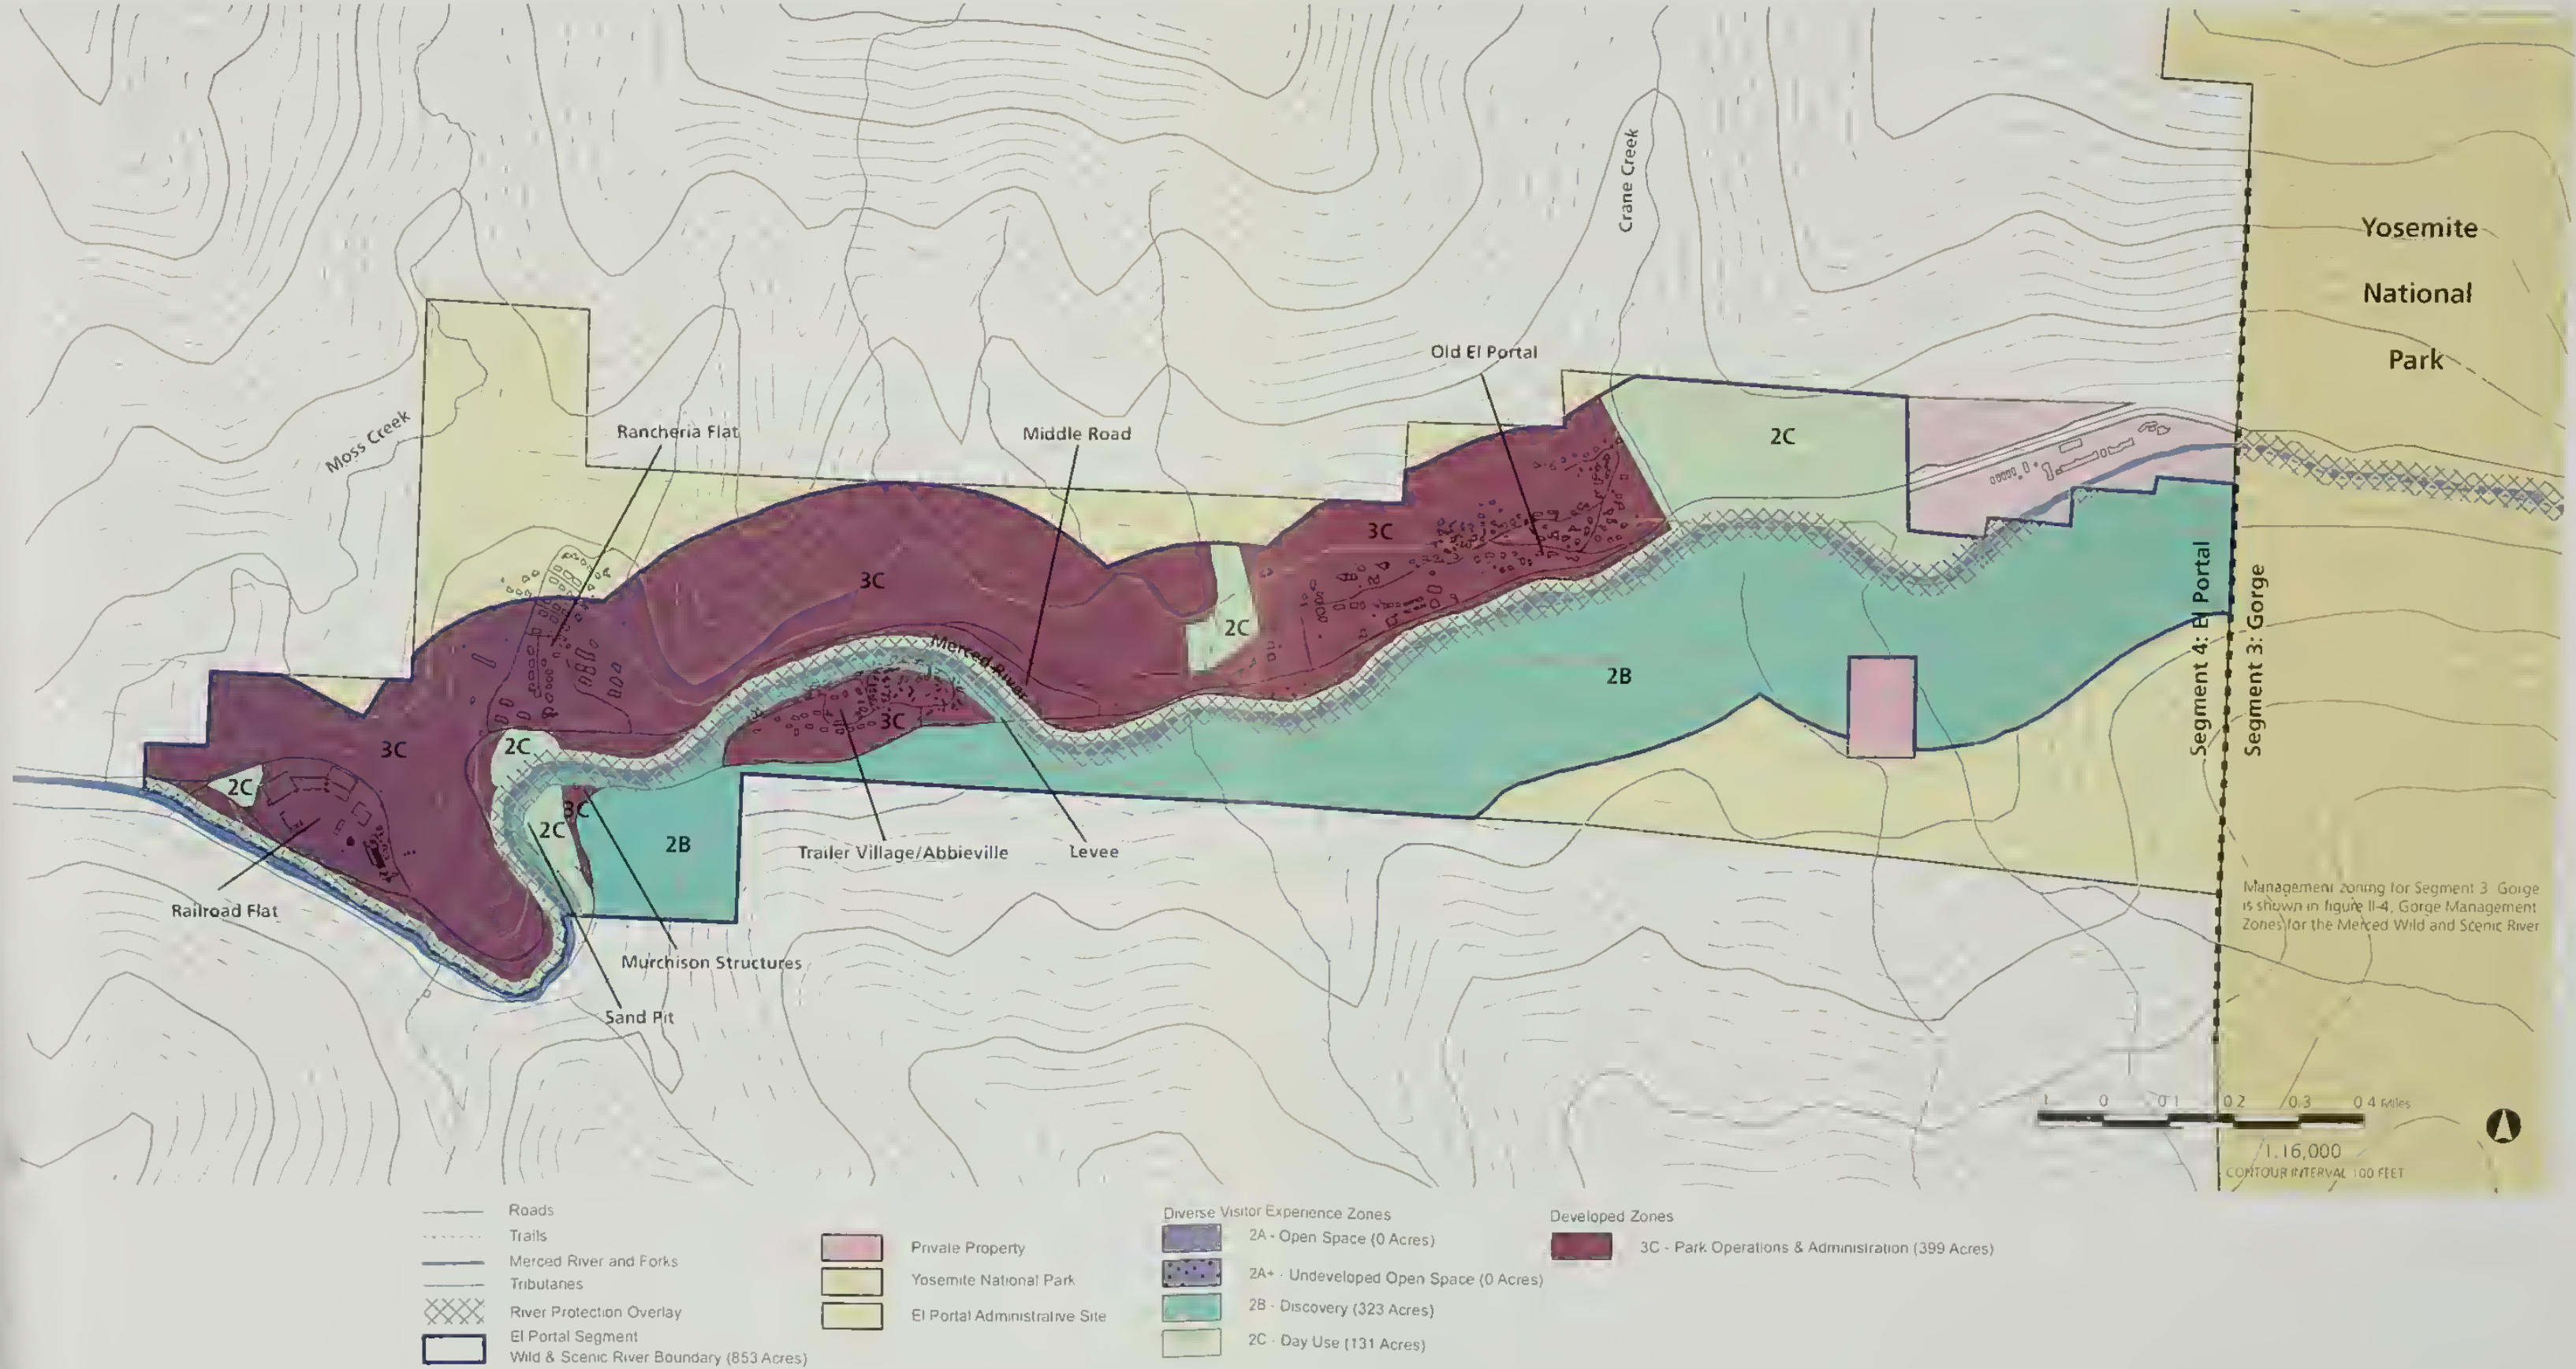 Crane Creek
Yosemite
National
Park
Old El Portal
Moss Creek
Rancheria Flat
Middle Road
2C
3C
3C
2C
Merced River
2B
Segment 4: El Portal
Segment 3: Gorge
3C
3C
2C
2C
3C
2C
2B
Trailer Village/Abbieville
Levee
Railroad Flat
Murchison Structures
Sand Pit
Management zoning for Segment 3 Gorge
is shown in figure II-4, Gorge Management
Zones for the Merced Wild and Scenic River
.1 0 0.1 0.2 0.3 0.4 Miles
1:16,000
CONTOUR INTERVAL 100 FEET
Roads
Trails
Merced River and Forks
Tributaries
River Protection Overlay
El Portal Segment
Wild & Scenic River Boundary (853 Acres)
Private Property
Yosemite National Park
El Portal Administrative Site
Diverse Visitor Experience Zones
2A - Open Space (0 Acres)
2A+ - Undeveloped Open Space (0 Acres)
2B - Discovery (323 Acres)
2C - Day Use (131 Acres)
Developed Zones
3C - Park Operations & Administration (399 Acres)